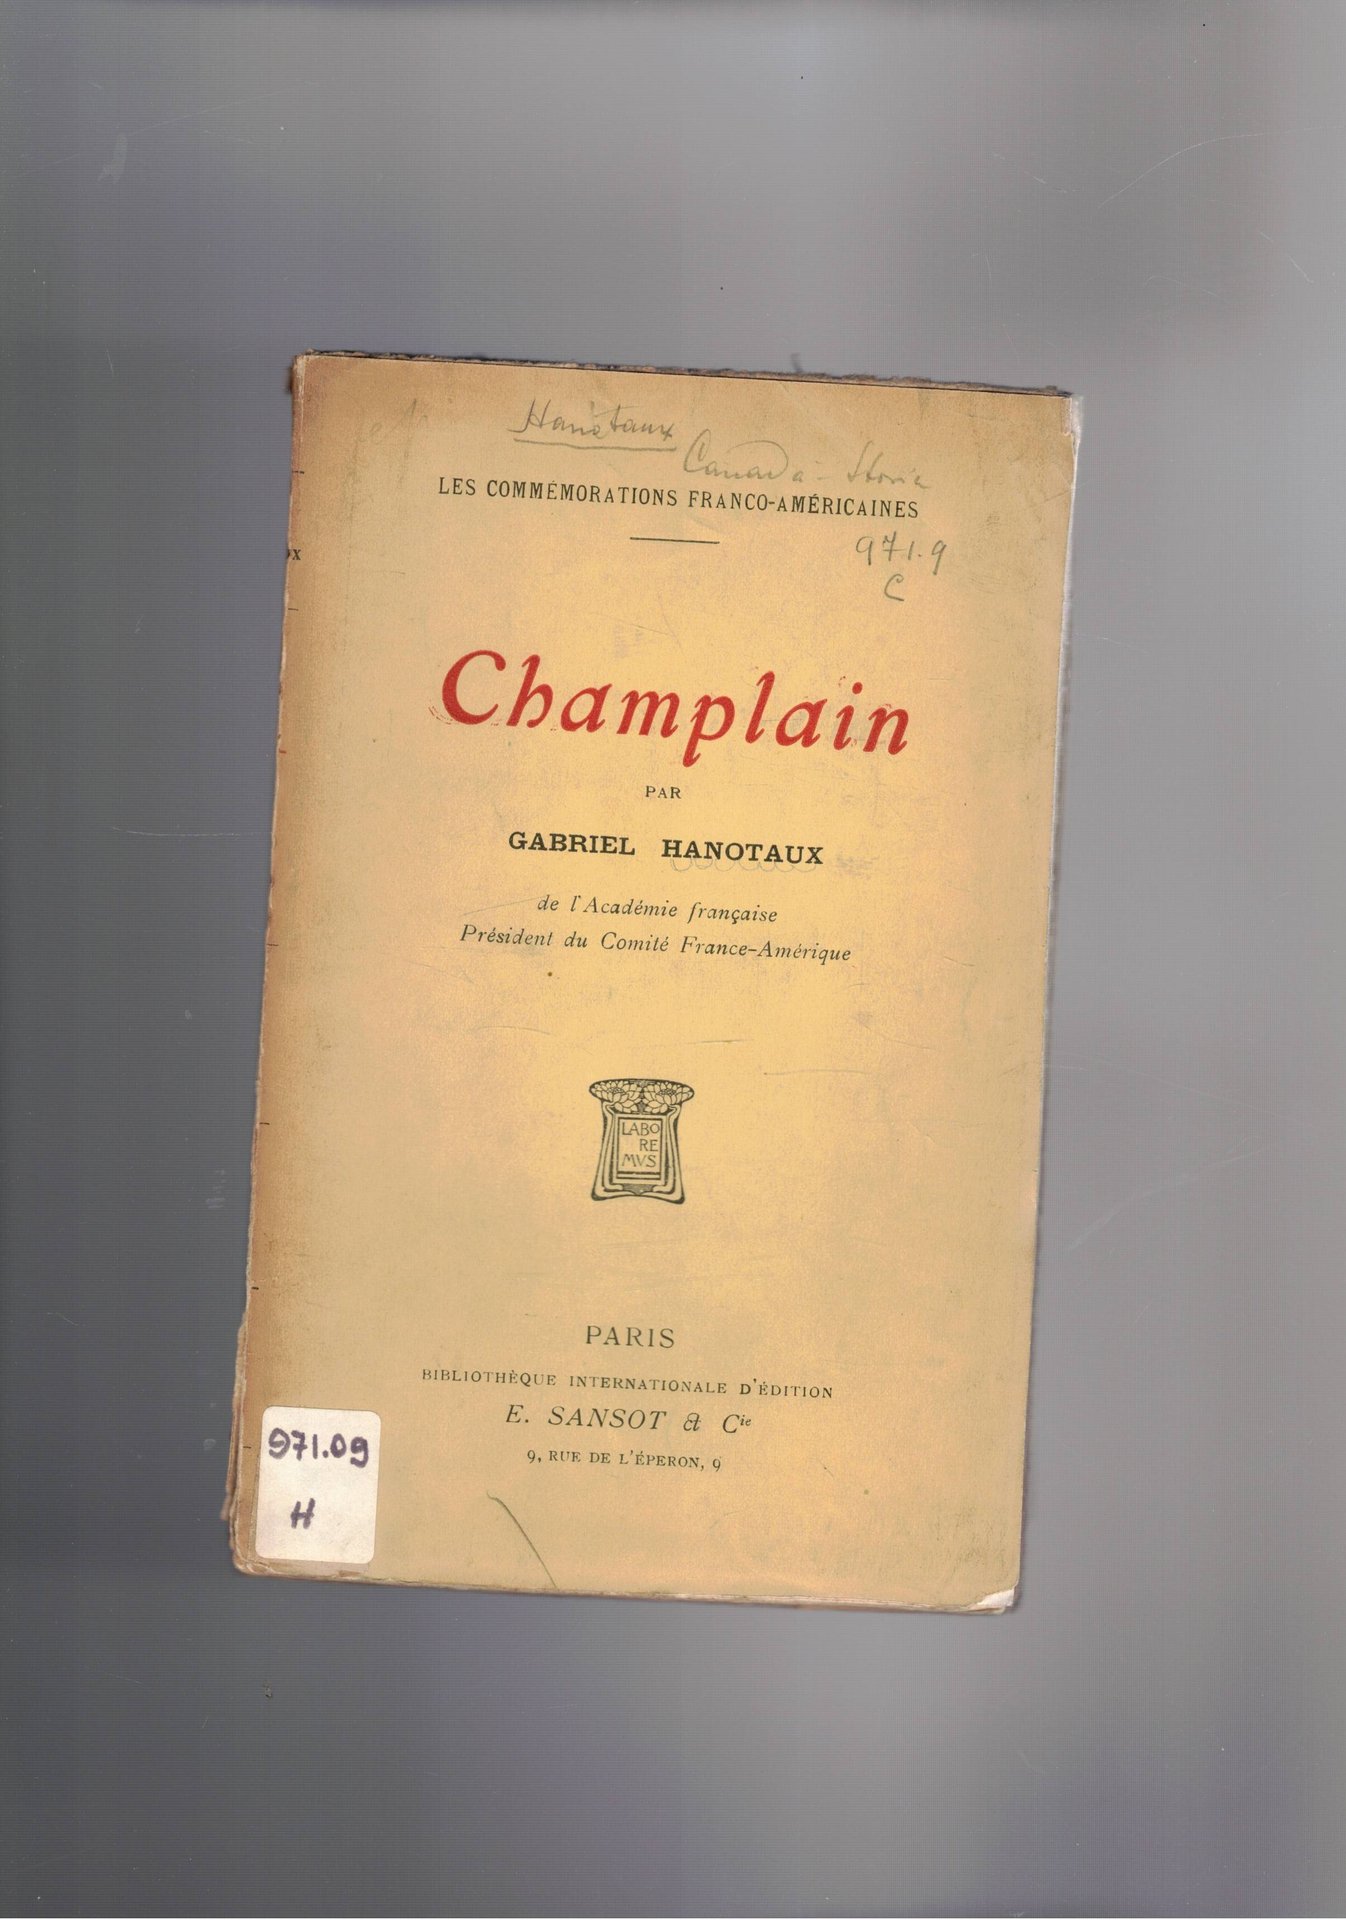 Hanotaux
Canadà - Storia
LES COMMÉMORATIONS FRANCO-AMÉRICAINES
971.9
C
Champlain
PAR
GABRIEL HANOTAUX
de l'Académie française
Président du Comité France-Amérique
LABO
RE
MVS
PARIS
BIBLIOTHÈQUE INTERNATIONALE D'ÉDITION
E. SANSOT & Cie
9, RUE DE L'ÉPERON, 9
971.09
H